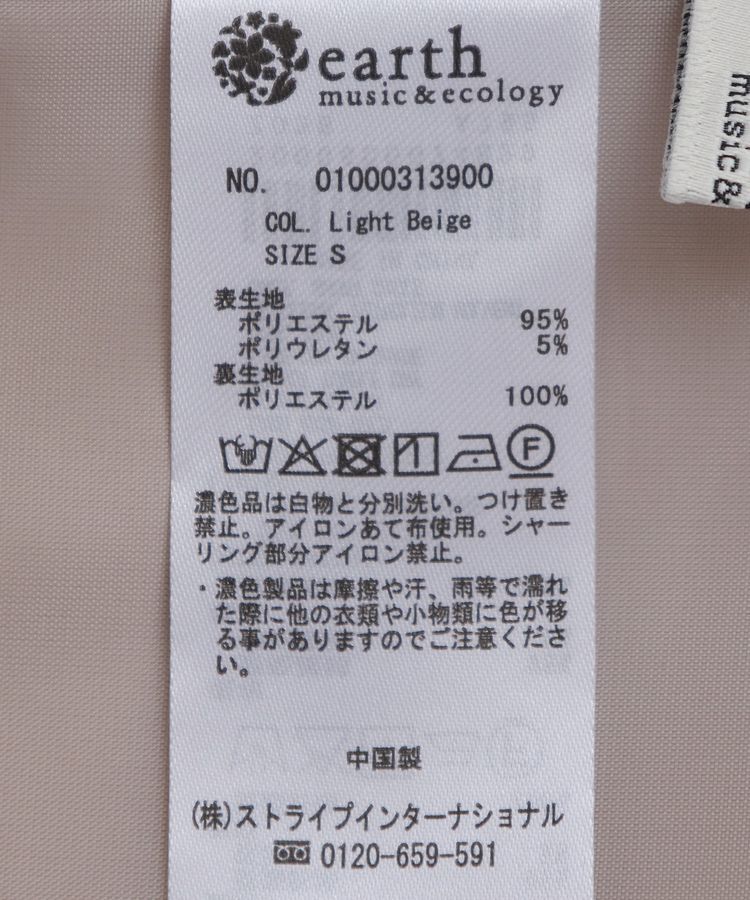 earth
music&ecology
music&
NO. 01000313900
COL. Light Beige
SIZE S
表生地
ポリエステル 95%
ポリウレタン 5%
裏生地
ポリエステル 100%
F
濃色品は白物と分別洗い。つけ置き
禁止。アイロンあて布使用。シャー
リング部分アイロン禁止。
・濃色製品は摩擦や汗、雨等で濡れ
た際に他の衣類や小物類に色が移
る事がありますのでご注意くださ
い。
中国製
(株)ストライプインターナショナル
0120-659-591